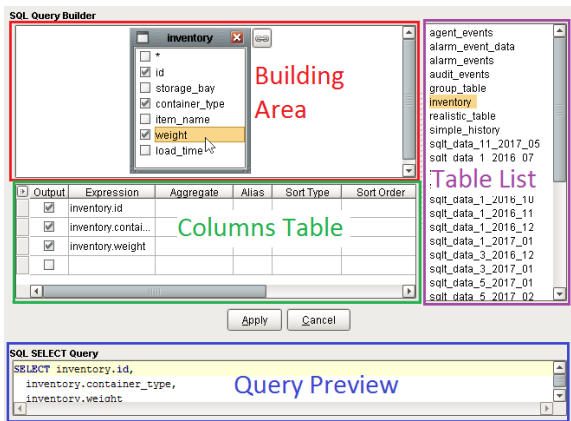 SQL Query Builder
inventory
*
id
storage_bay
container_type
item_name
weight
load_time
Building
Area
agent_events
alarm_event_data
alarm_events
audit_events
group_table
inventory
realistic_table
simple_history
sqlt_data_11_2017_05
sqlt_data_1_2016_07
Table List
sqlt_data_1_2016_10
sqlt_data_1_2016_11
sqlt_data_1_2016_12
sqlt_data_1_2017_01
sqlt_data_3_2016_12
sqlt_data_3_2017_01
sqlt_data_5_2017_01
sqlt_data_5_2017_02
Output Expression Aggregate Alias Sort Type Sort Order
inventory.id
inventory.contai...
inventory.weight
Columns Table
Apply Cancel
SQL SELECT Query
SELECT inventory.id,
inventory.container_type,
inventory.weight
Query Preview